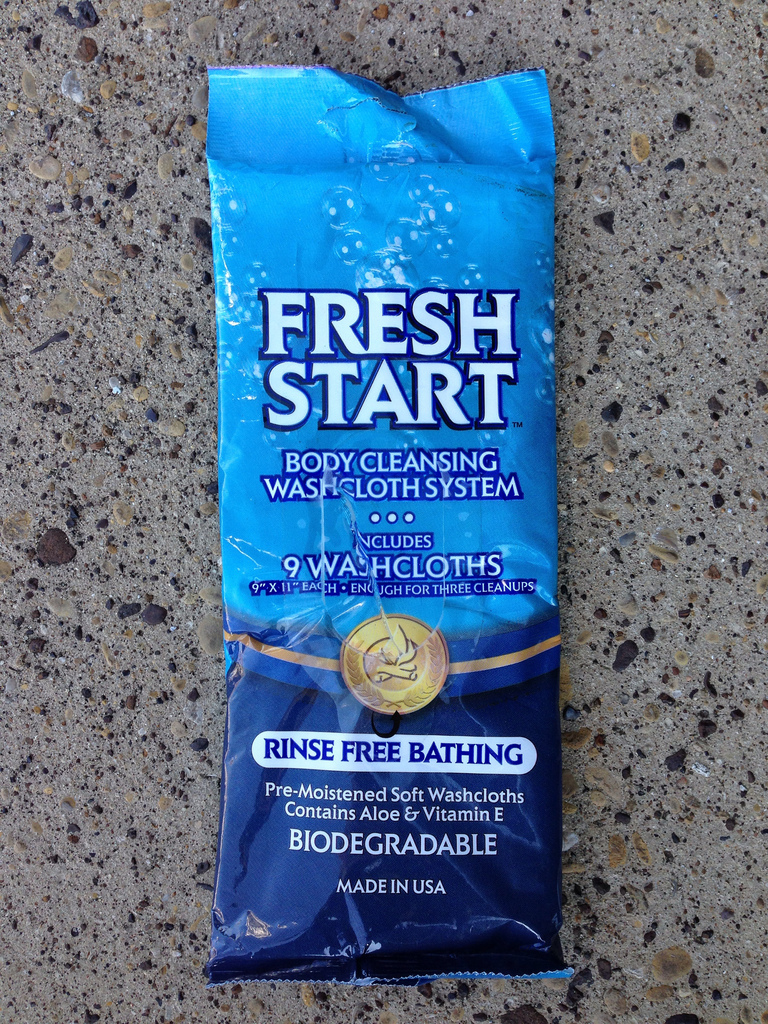 FRESH
START™
BODY CLEANSING
WASHCLOTH SYSTEM
INCLUDES
9 WASHCLOTHS
9" X 11" EACH • ENOUGH FOR THREE CLEANUPS
RINSE FREE BATHING
Pre-Moistened Soft Washcloths
Contains Aloe & Vitamin E
BIODEGRADABLE
MADE IN USA